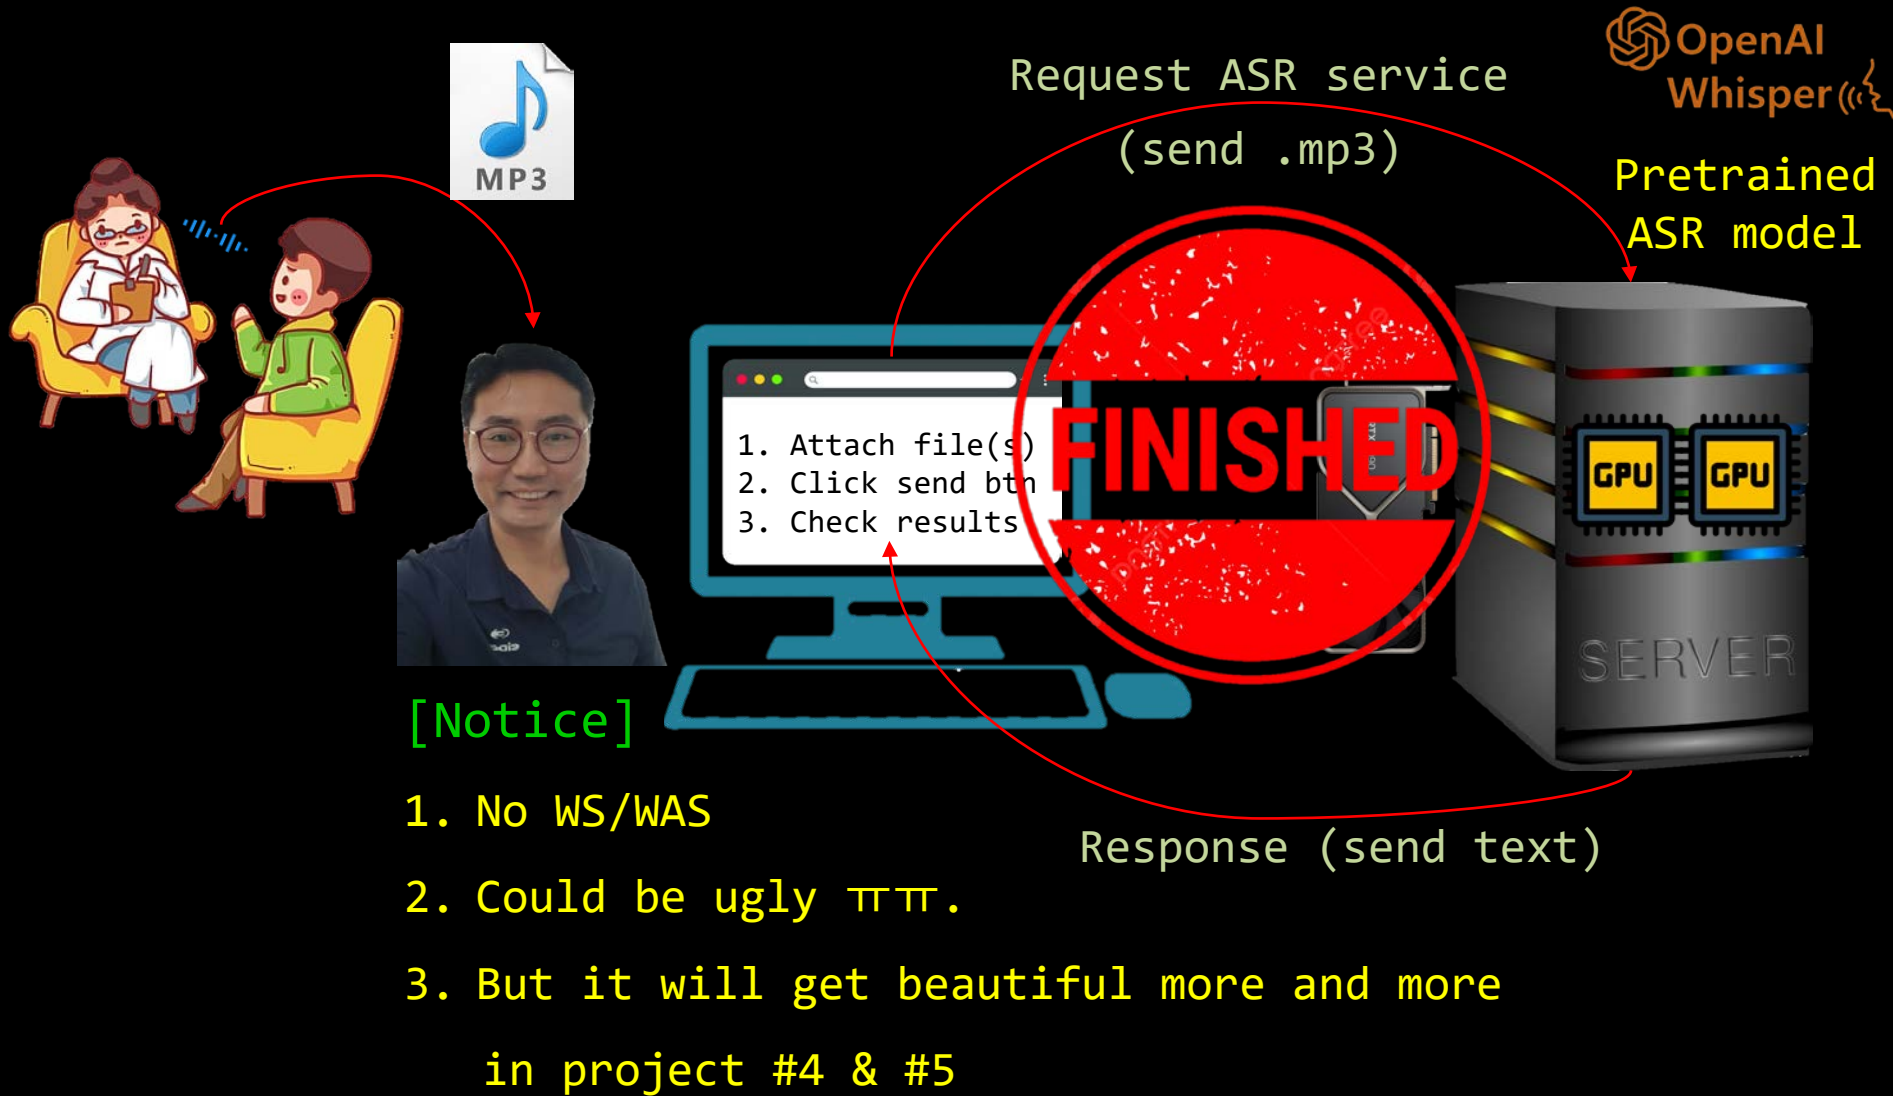 OpenAI
Whisper
Request ASR service
(send .mp3)
MP3
Pretrained
ASR model
1. Attach file(s)
2. Click send btn
3. Check results
FINISHED
GPU GPU
SERVER
[Notice]
1. No WS/WAS
Response (send text)
2. Could be ugly ㅠㅠ.
3. But it will get beautiful more and more
in project #4 & #5